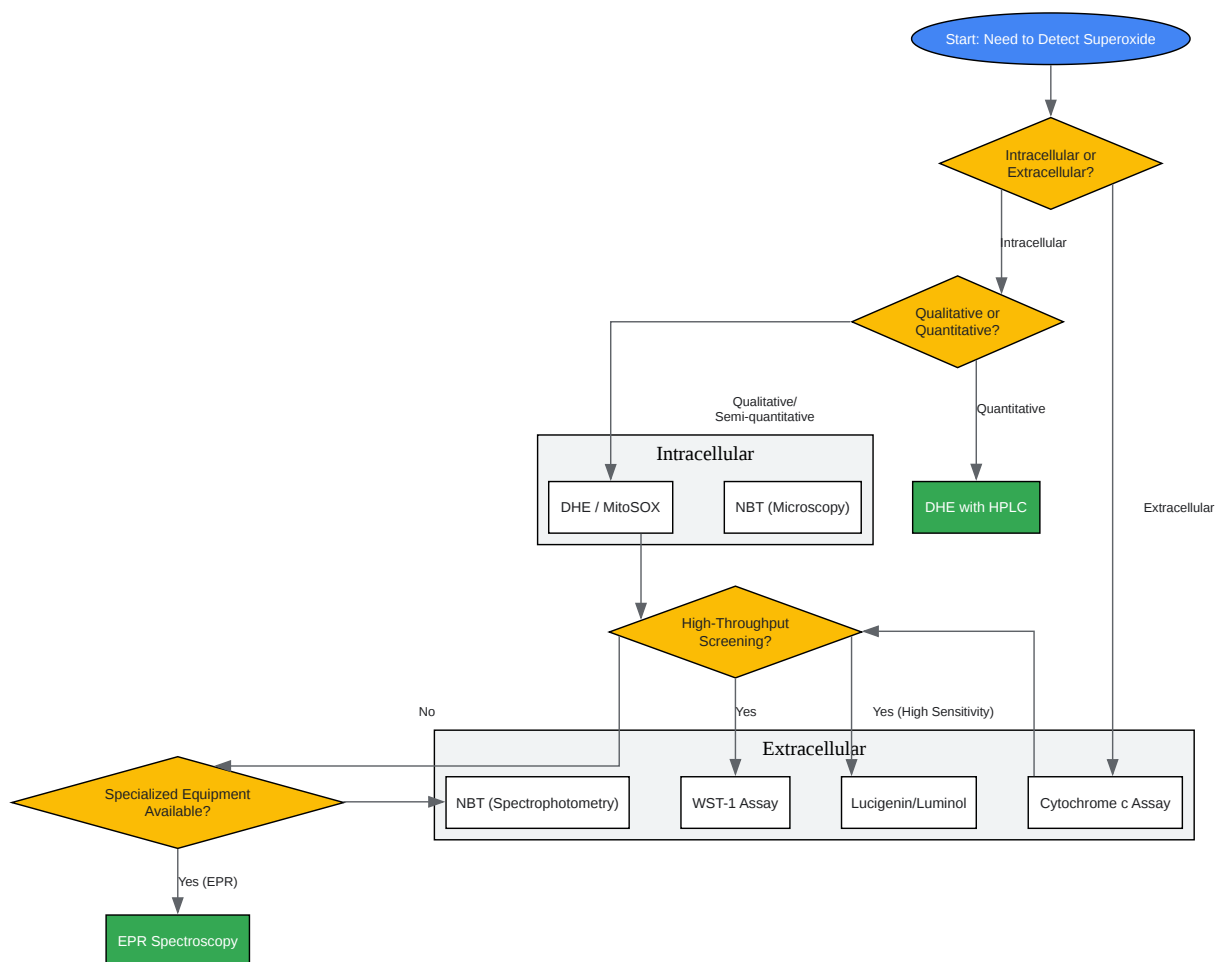 Start: Need to Detect Superoxide
Intracellular or
Extracellular?
Intracellular
Qualitative or
Quantitative?
Qualitative/
Semi-quantitative
Quantitative
Intracellular
DHE / MitoSOX
NBT (Microscopy)
DHE with HPLC
Extracellular
High-Throughput
Screening?
No
Yes
Yes (High Sensitivity)
Extracellular
Specialized Equipment
Available?
NBT (Spectrophotometry)
WST-1 Assay
Lucigenin/Luminol
Cytochrome c Assay
Yes (EPR)
EPR Spectroscopy